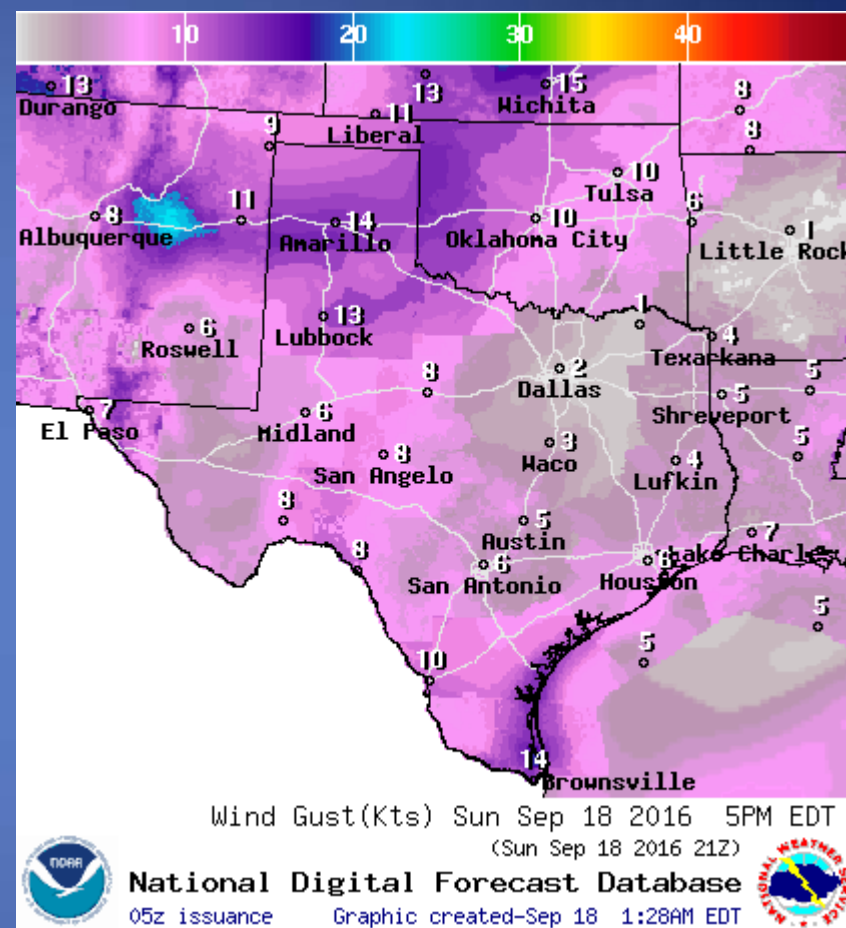 10 20 30 40
13 Durango
13
15 Wichita
11 Liberal
8
8
9
10 Tulsa
8 Albuquerque
11
14 Amarillo
10 Oklahoma City
6
1 Little Rock
6 Roswell
13 Lubbock
1
4 Texarkana
2 Dallas
8
5 Shreveport
5
7 El Paso
6 Midland
8 San Angelo
3 Waco
4 Lufkin
5
8
5 Austin
7 Lake Charles
8
6 San Antonio
6 Houston
5
5
10
14 Brownsville
Wind Gust(Kts) Sun Sep 18 2016 5PM EDT
(Sun Sep 18 2016 21Z)
NOAA
National Digital Forecast Database
05z issuance Graphic created-Sep 18 1:28AM EDT
NATIONAL WEATHER SERVICE